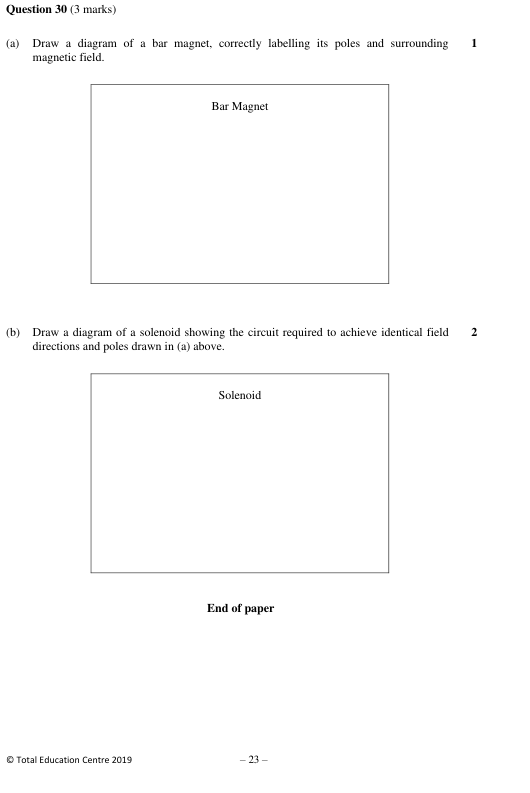 Question 30 (3 marks)
(a) Draw a diagram of a bar magnet, correctly labelling its poles and surrounding 1
magnetic field.
Bar Magnet
(b) Draw a diagram of a solenoid showing the circuit required to achieve identical field 2
directions and poles drawn in (a) above.
Solenoid
End of paper
© Total Education Centre 2019 – 23 –